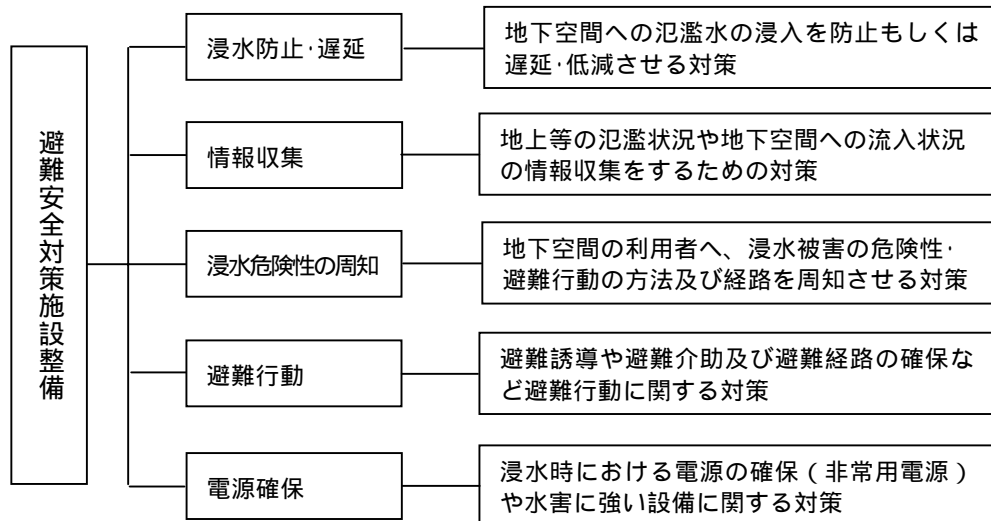 避難安全対策施設整備
浸水防止･遅延
地下空間への氾濫水の浸入を防止もしくは
遅延･低減させる対策
情報収集
地上等の氾濫状況や地下空間への流入状況
の情報収集をするための対策
浸水危険性の周知
地下空間の利用者へ、浸水被害の危険性･
避難行動の方法及び経路を周知させる対策
避難行動
避難誘導や避難介助及び避難経路の確保な
ど避難行動に関する対策
電源確保
浸水時における電源の確保（非常用電源）
や水害に強い設備に関する対策